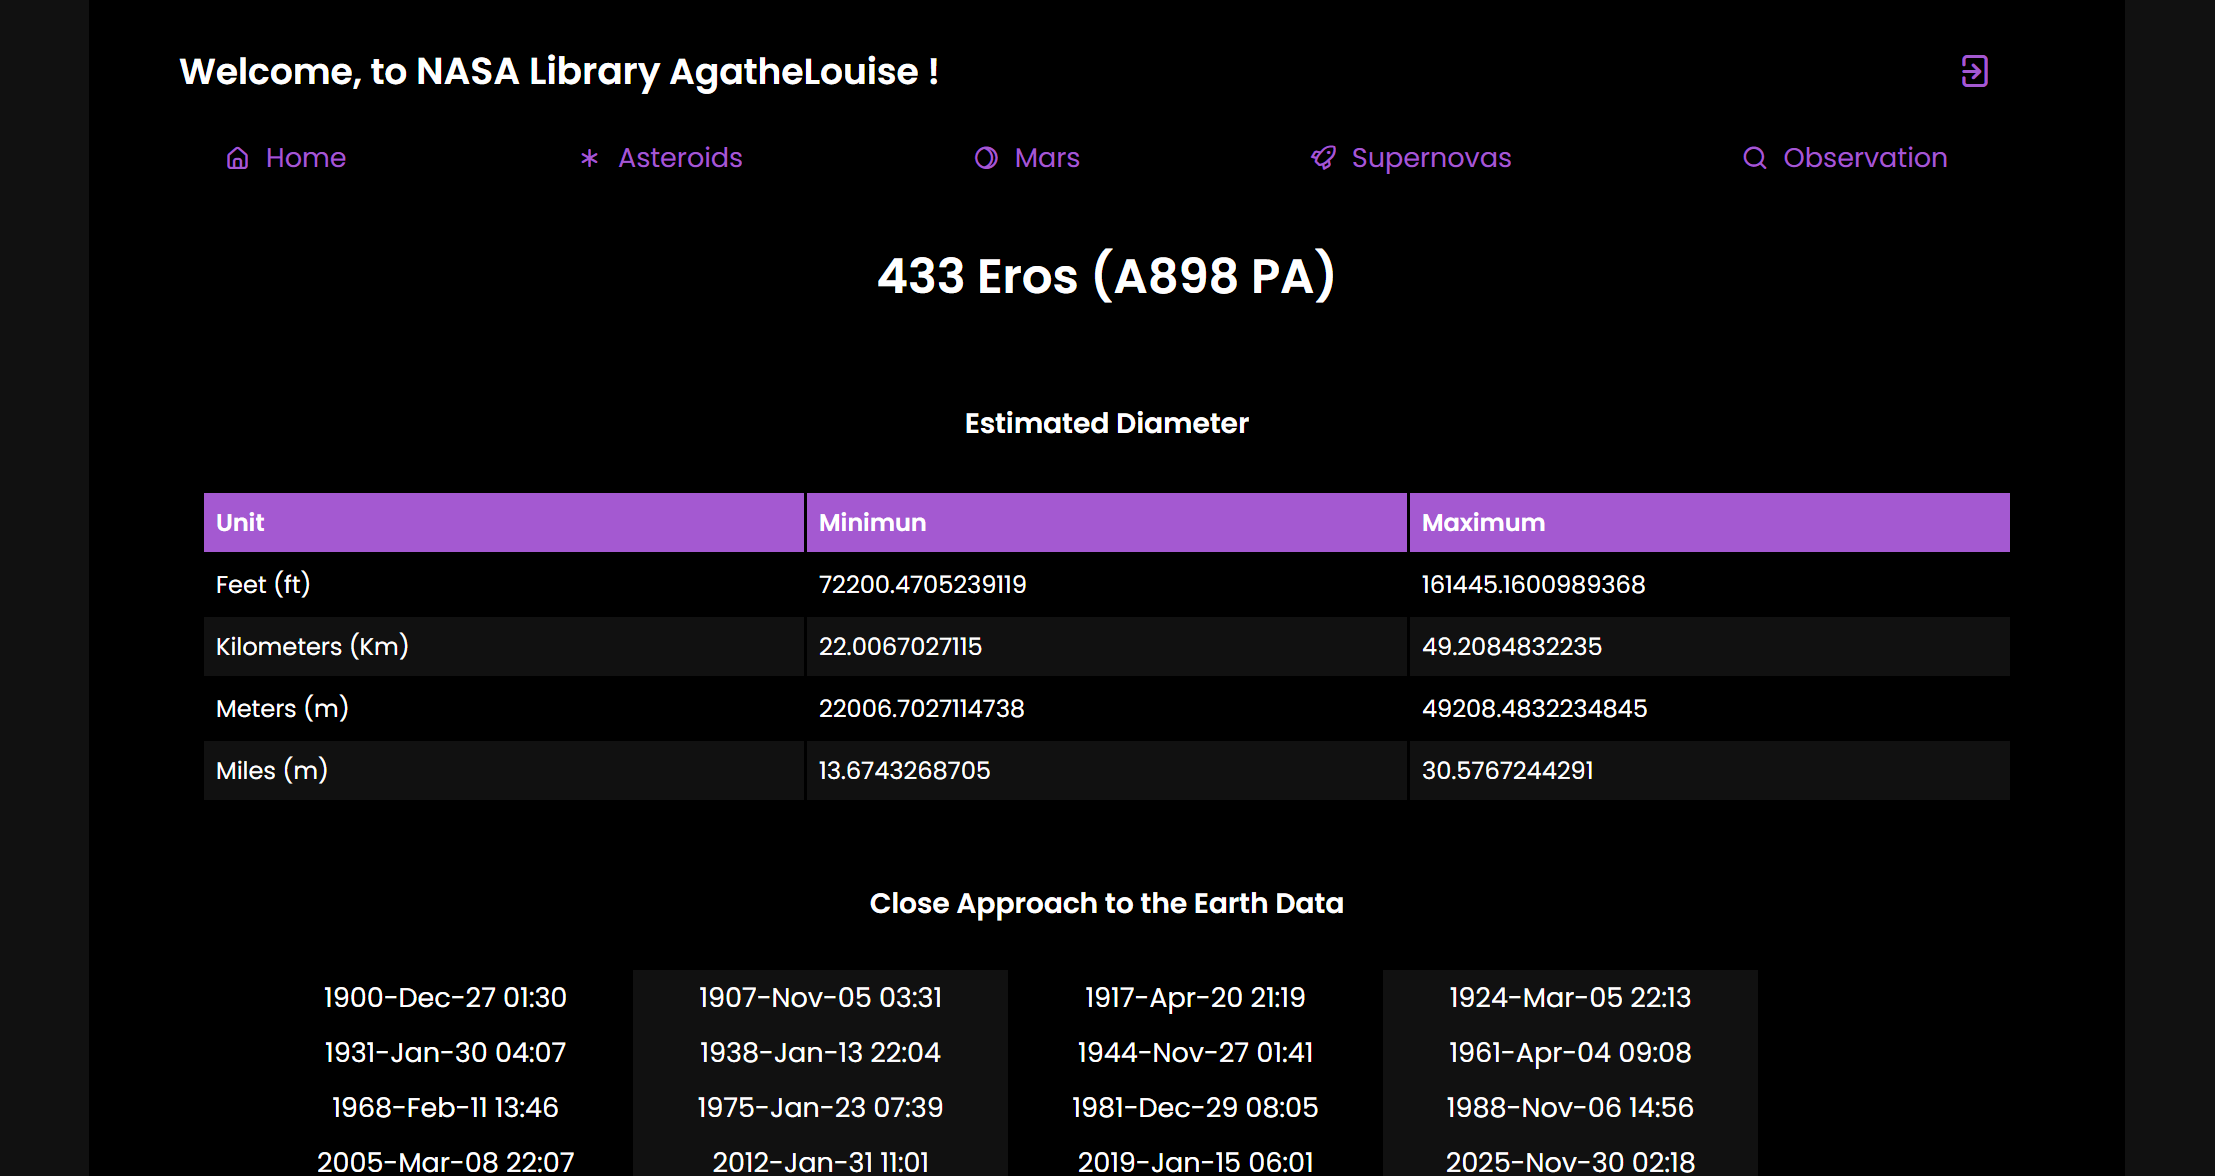 Welcome, to NASA Library AgatheLouise !
Home Asteroids Mars Supernovas Observation
433 Eros (A898 PA)
Estimated Diameter
Unit Minimun Maximum
Feet (ft) 72200.4705239119 161445.1600989368
Kilometers (Km) 22.0067027115 49.2084832235
Meters (m) 22006.7027114738 49208.4832234845
Miles (m) 13.6743268705 30.5767244291
Close Approach to the Earth Data
1900-Dec-27 01:30 1907-Nov-05 03:31 1917-Apr-20 21:19 1924-Mar-05 22:13
1931-Jan-30 04:07 1938-Jan-13 22:04 1944-Nov-27 01:41 1961-Apr-04 09:08
1968-Feb-11 13:46 1975-Jan-23 07:39 1981-Dec-29 08:05 1988-Nov-06 14:56
2005-Mar-08 22:07 2012-Jan-31 11:01 2019-Jan-15 06:01 2025-Nov-30 02:18